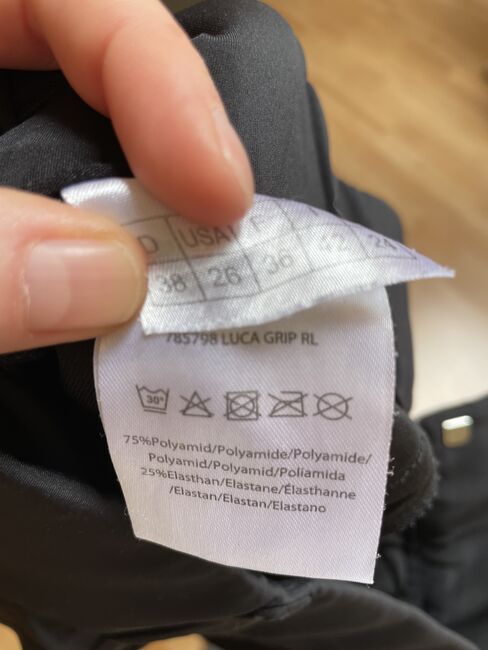 D USA F
38 26 36 42 24
785798 LUCA GRIP RL
30°
75%Polyamid/Polyamide/Polyamide/
Polyamid/Polyamid/Poliamida
25%Elasthan/Elastane/Élasthanne
/Elastan/Elastan/Elastano